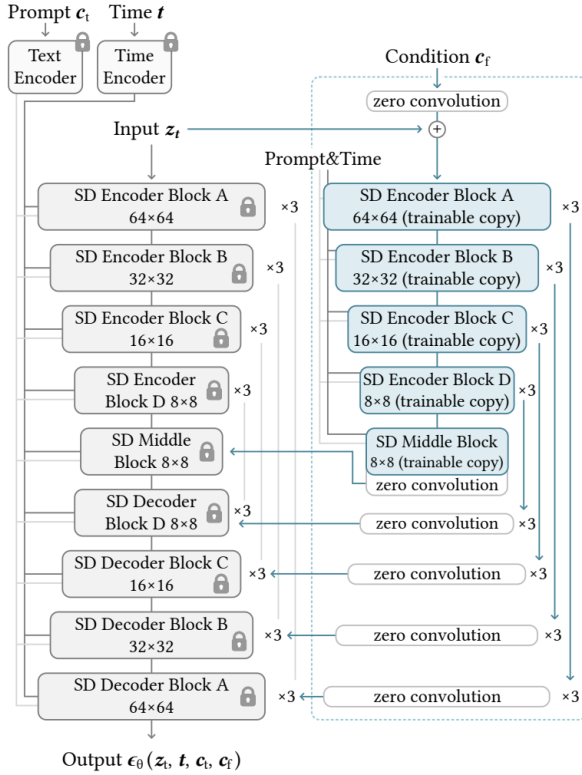 Prompt cₜ
Time t
Text
Encoder
Time
Encoder
Input zₜ
SD Encoder Block A
64×64
×3
SD Encoder Block B
32×32
×3
SD Encoder Block C
16×16
×3
SD Encoder
Block D 8×8
×3
SD Middle
Block 8×8
SD Decoder
Block D 8×8
×3
SD Decoder Block C
16×16
×3
SD Decoder Block B
32×32
×3
SD Decoder Block A
64×64
×3
Output ϵθ(zₜ, t, cₜ, c_f)
Condition c_f
zero convolution
+
Prompt&Time
SD Encoder Block A
64×64 (trainable copy)
×3
SD Encoder Block B
32×32 (trainable copy)
×3
SD Encoder Block C
16×16 (trainable copy)
×3
SD Encoder Block D
8×8 (trainable copy)
×3
SD Middle Block
8×8 (trainable copy)
zero convolution
zero convolution
×3
zero convolution
×3
zero convolution
×3
zero convolution
×3